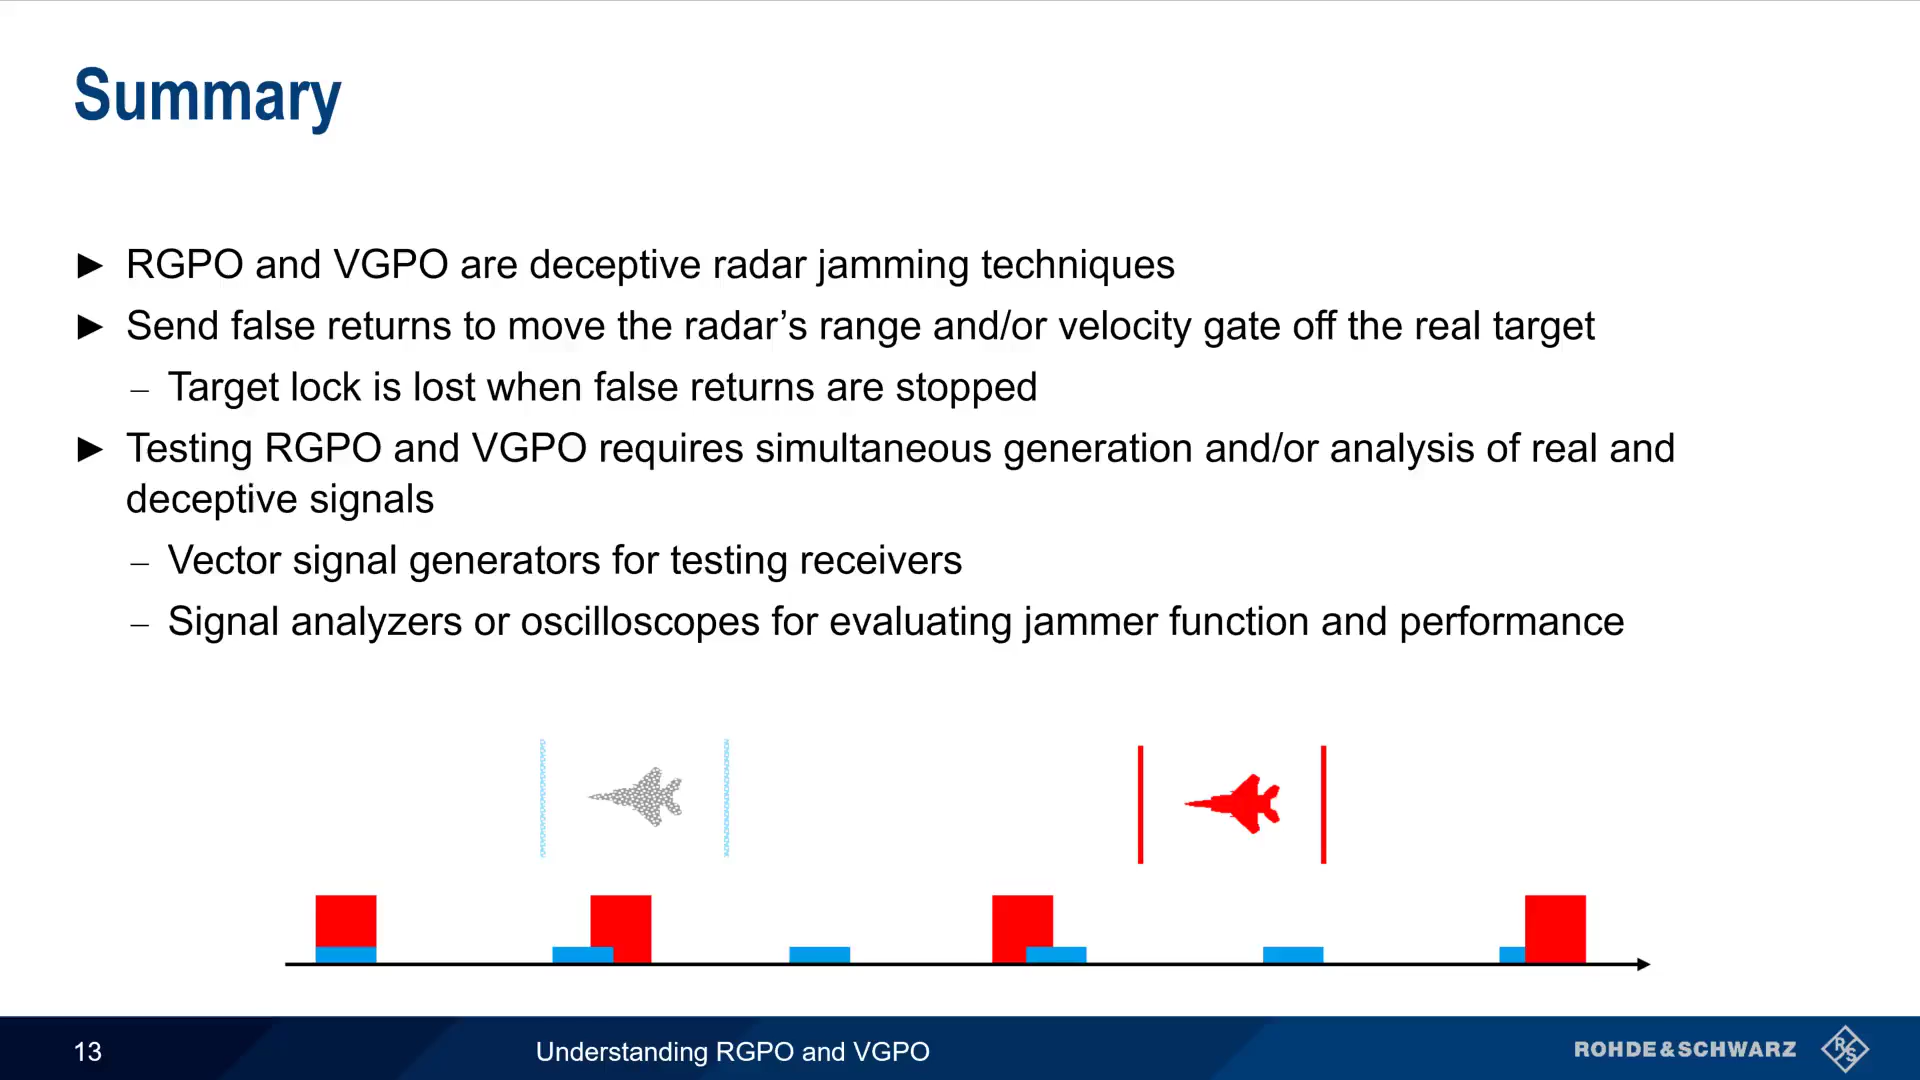 Summary
► RGPO and VGPO are deceptive radar jamming techniques
► Send false returns to move the radar's range and/or velocity gate off the real target
– Target lock is lost when false returns are stopped
► Testing RGPO and VGPO requires simultaneous generation and/or analysis of real and
deceptive signals
– Vector signal generators for testing receivers
– Signal analyzers or oscilloscopes for evaluating jammer function and performance
13
Understanding RGPO and VGPO
ROHDE&SCHWARZ
R&S